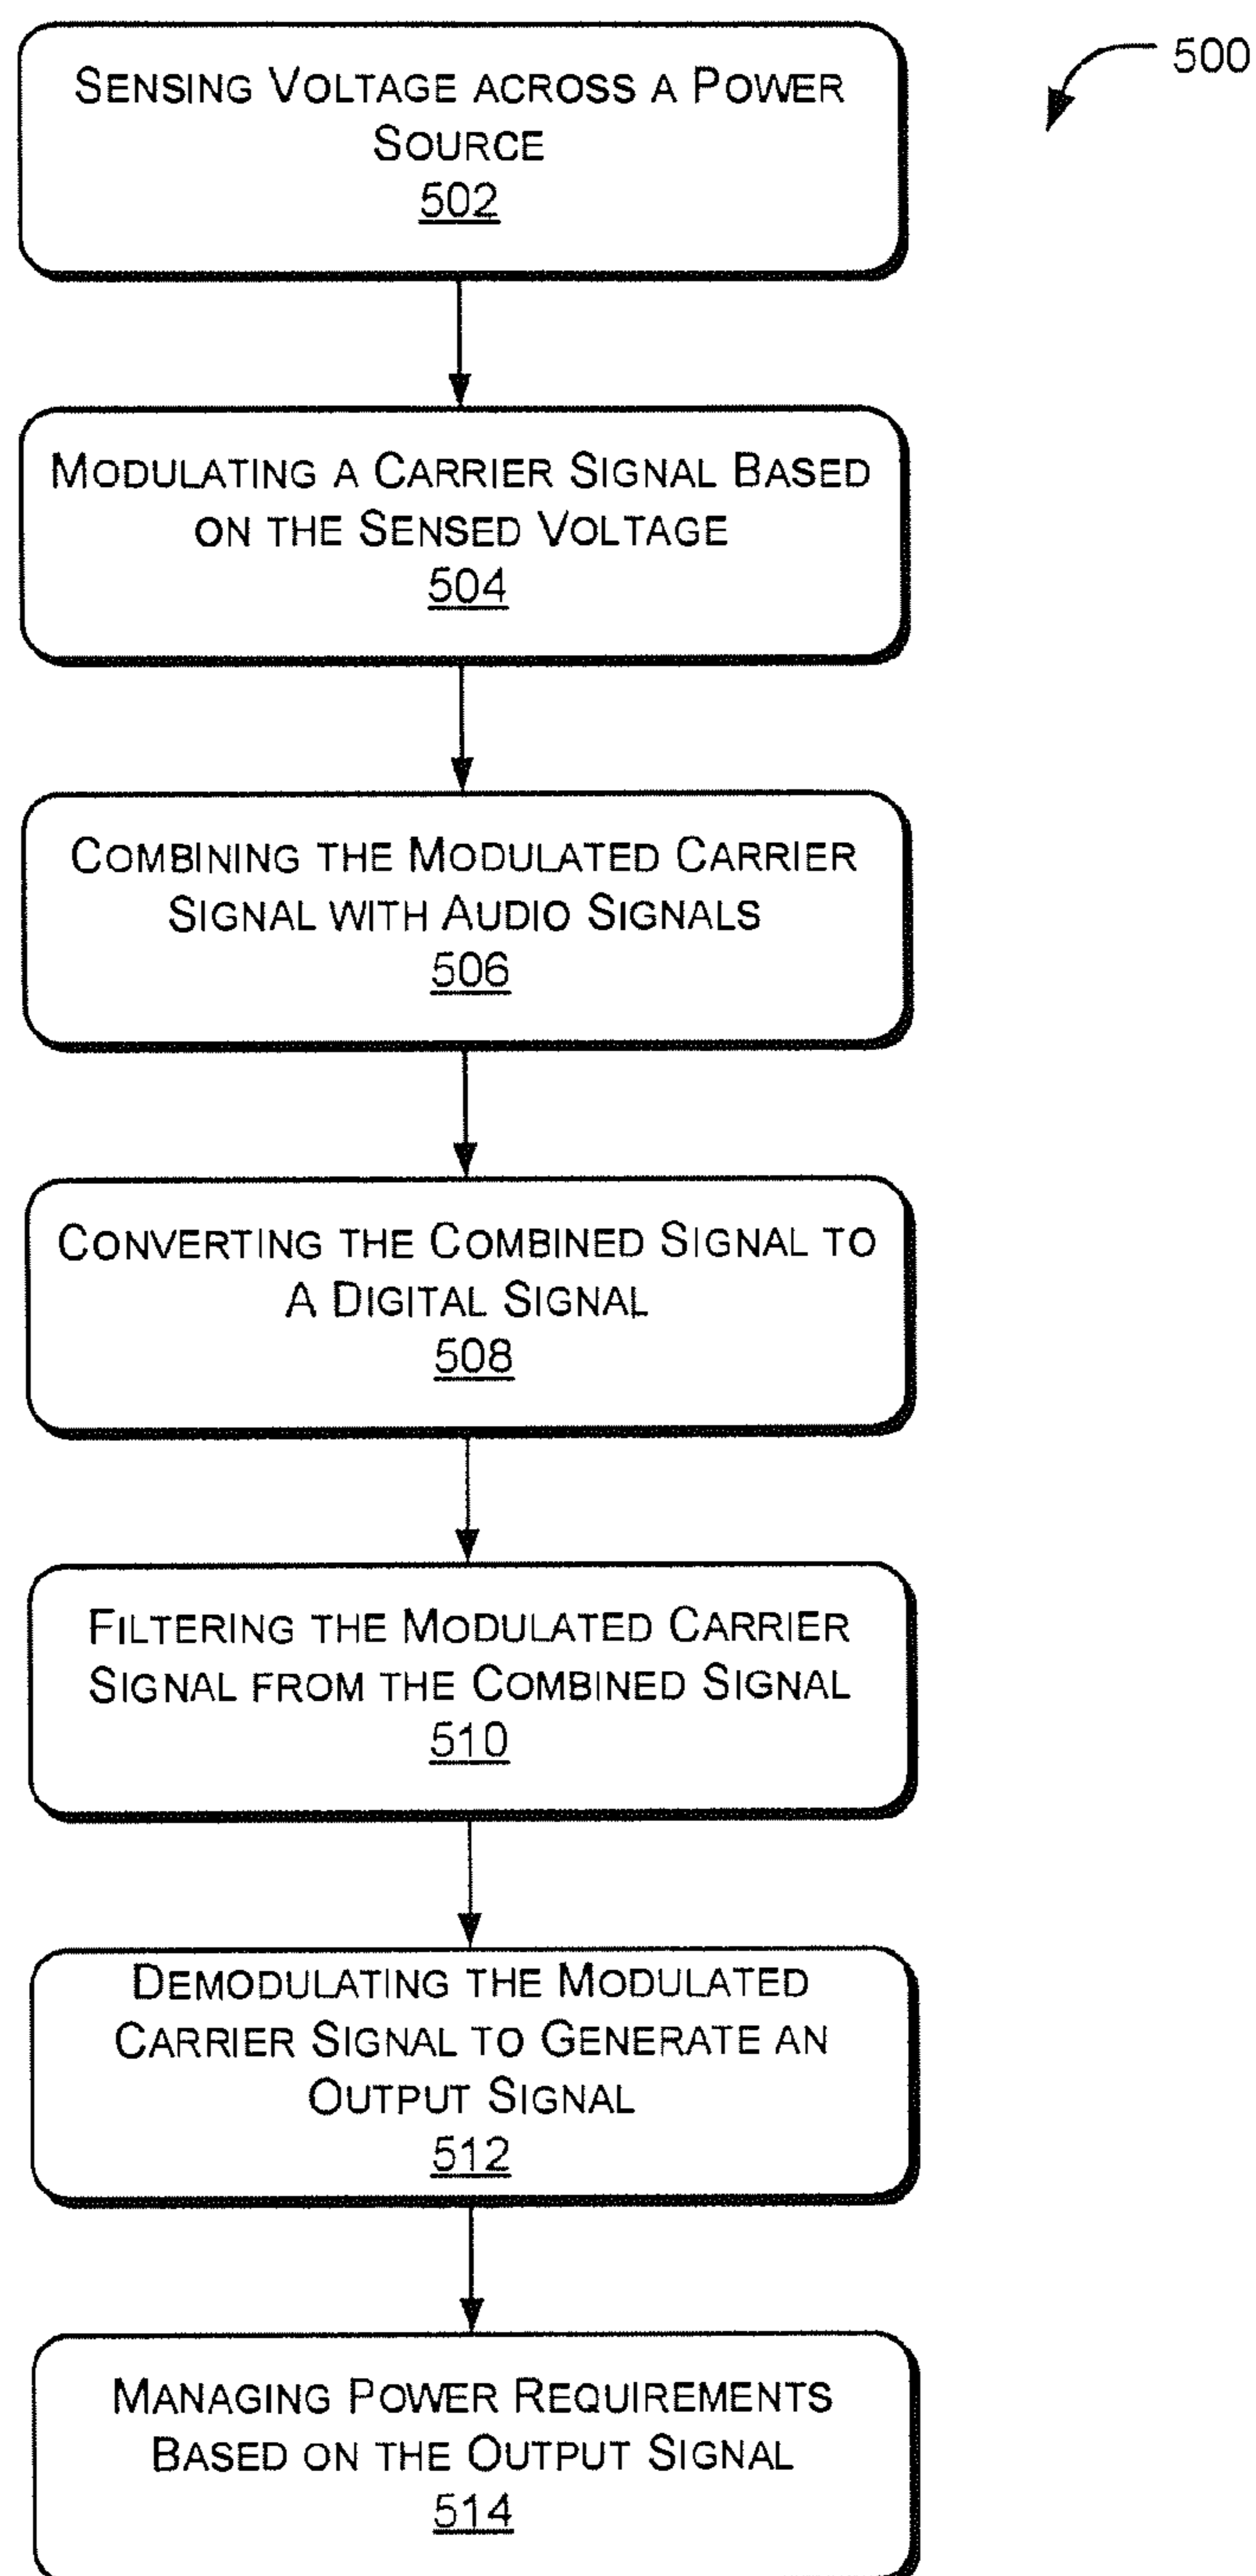 500
SENSING VOLTAGE ACROSS A POWER
SOURCE
502
MODULATING A CARRIER SIGNAL BASED
ON THE SENSED VOLTAGE
504
COMBINING THE MODULATED CARRIER
SIGNAL WITH AUDIO SIGNALS
506
CONVERTING THE COMBINED SIGNAL TO
A DIGITAL SIGNAL
508
FILTERING THE MODULATED CARRIER
SIGNAL FROM THE COMBINED SIGNAL
510
DEMODULATING THE MODULATED
CARRIER SIGNAL TO GENERATE AN
OUTPUT SIGNAL
512
MANAGING POWER REQUIREMENTS
BASED ON THE OUTPUT SIGNAL
514